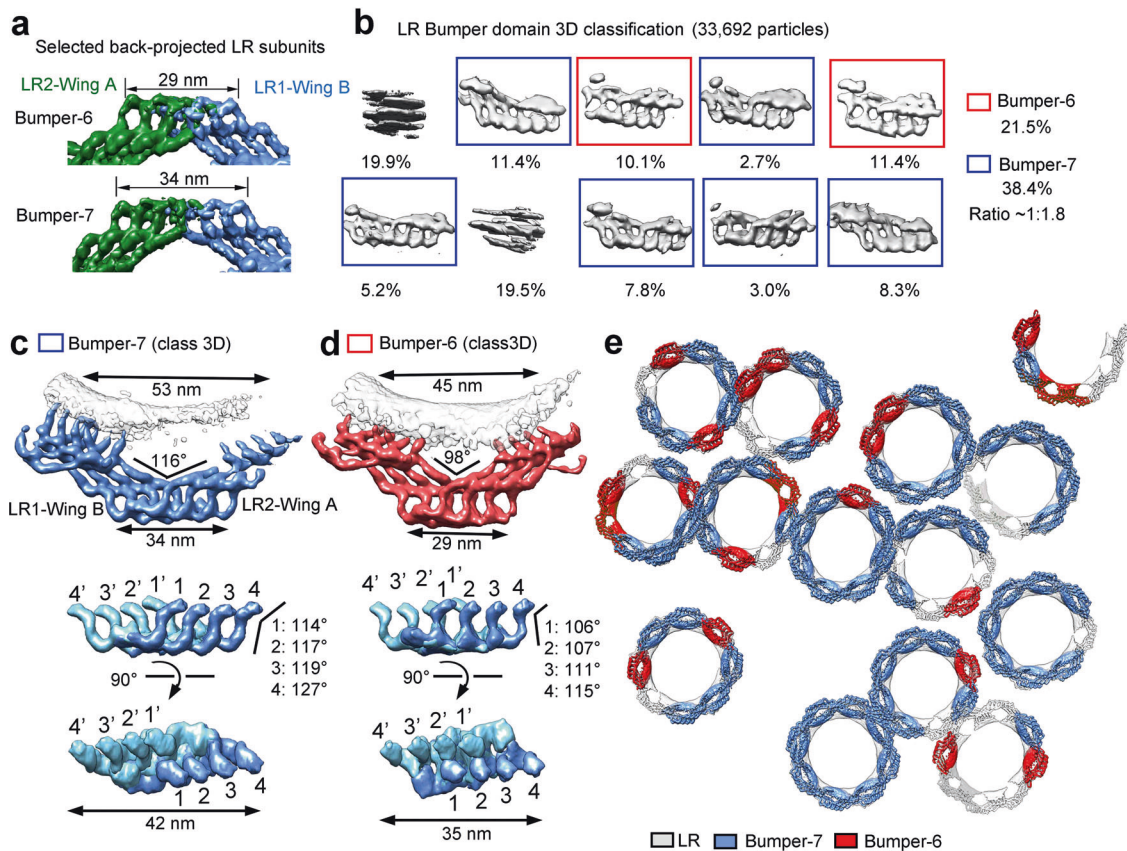 a
Selected back-projected LR subunits
29 nm
LR2-Wing A
LR1-Wing B
Bumper-6
34 nm
Bumper-7
b
LR Bumper domain 3D classification (33,692 particles)
19.9%
11.4%
10.1%
2.7%
11.4%
5.2%
19.5%
7.8%
3.0%
8.3%
Bumper-6
21.5%
Bumper-7
38.4%
Ratio ~1:1.8
c
Bumper-7 (class 3D)
53 nm
116°
LR1-Wing B
LR2-Wing A
34 nm
4' 3' 2' 1' 1 2 3 4
1: 114°
2: 117°
3: 119°
4: 127°
90°
4' 3' 2' 1'
1 2 3 4
42 nm
d
Bumper-6 (class3D)
45 nm
98°
29 nm
4' 3' 2' 1'
1 2 3 4
1: 106°
2: 107°
3: 111°
4: 115°
90°
4' 3' 2' 1'
1 2 3 4
35 nm
e
LR
Bumper-7
Bumper-6